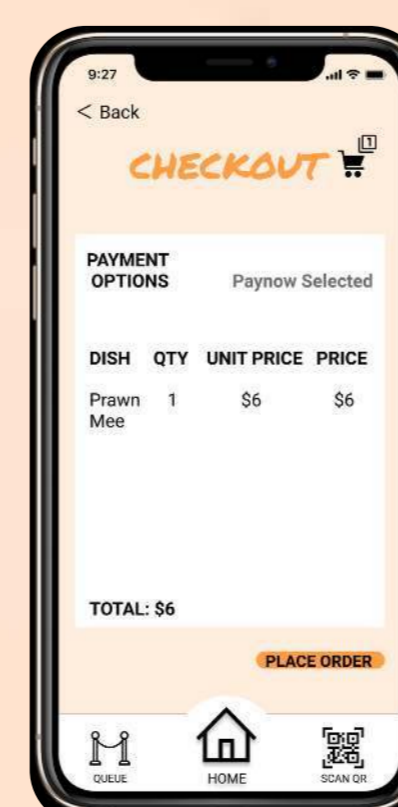 9:27
< Back
1
CHECKOUT
PAYMENT
OPTIONS
Paynow Selected
DISH QTY UNIT PRICE PRICE
Prawn 1 $6 $6
Mee
TOTAL: $6
PLACE ORDER
QUEUE HOME SCAN QR